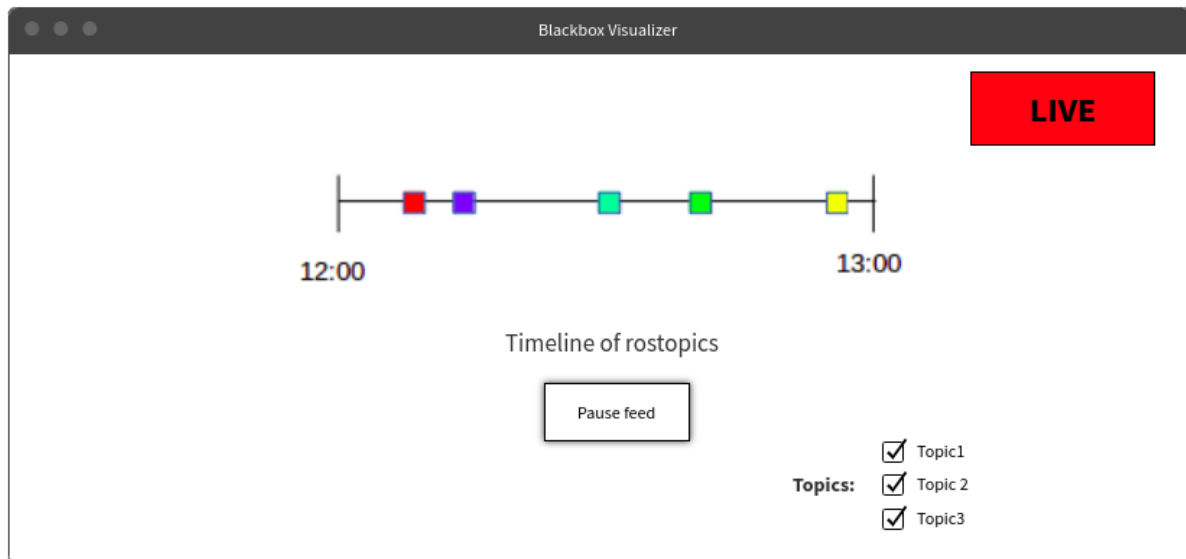 Blackbox Visualizer
LIVE
12:00
13:00
Timeline of rostopics
Pause feed
Topic1
Topics:
Topic 2
Topic3